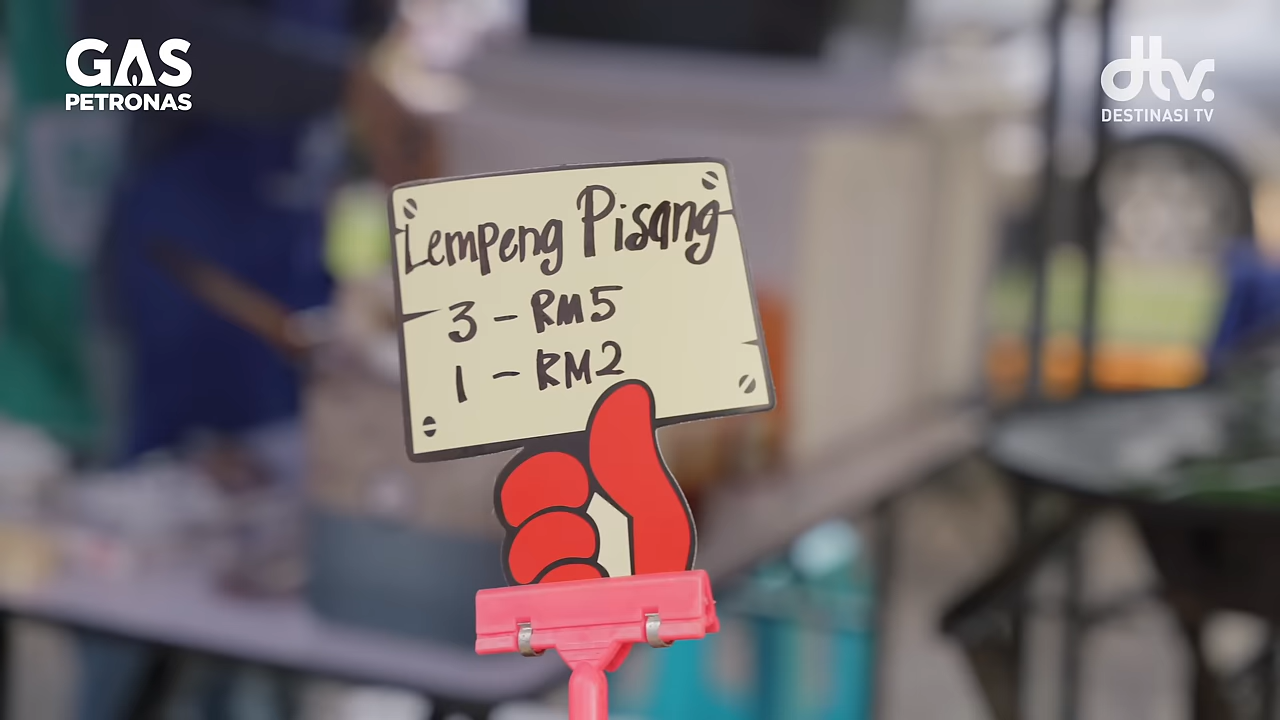 GAS
PETRONAS
dtv.
DESTINASI TV
Lempeng Pisang
3 - RM5
1 - RM2